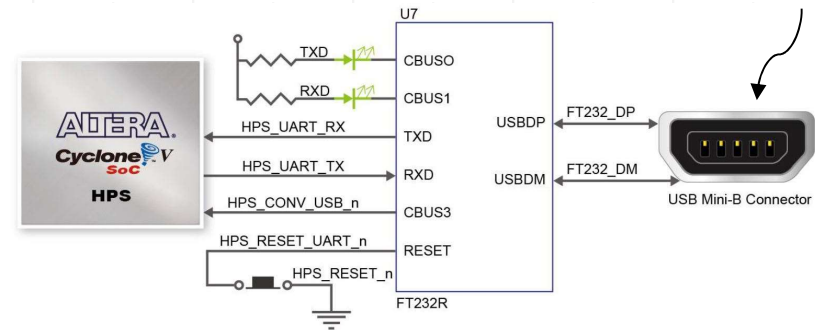 U7
TXD
CBUSO
RXD
CBUS1
ALTERA.
Cyclone V
SoC
HPS
HPS_UART_RX
TXD
HPS_UART_TX
RXD
HPS_CONV_USB_n
CBUS3
HPS_RESET_UART_n
RESET
HPS_RESET_n
FT232R
USBDP
FT232_DP
USBDM
FT232_DM
USB Mini-B Connector